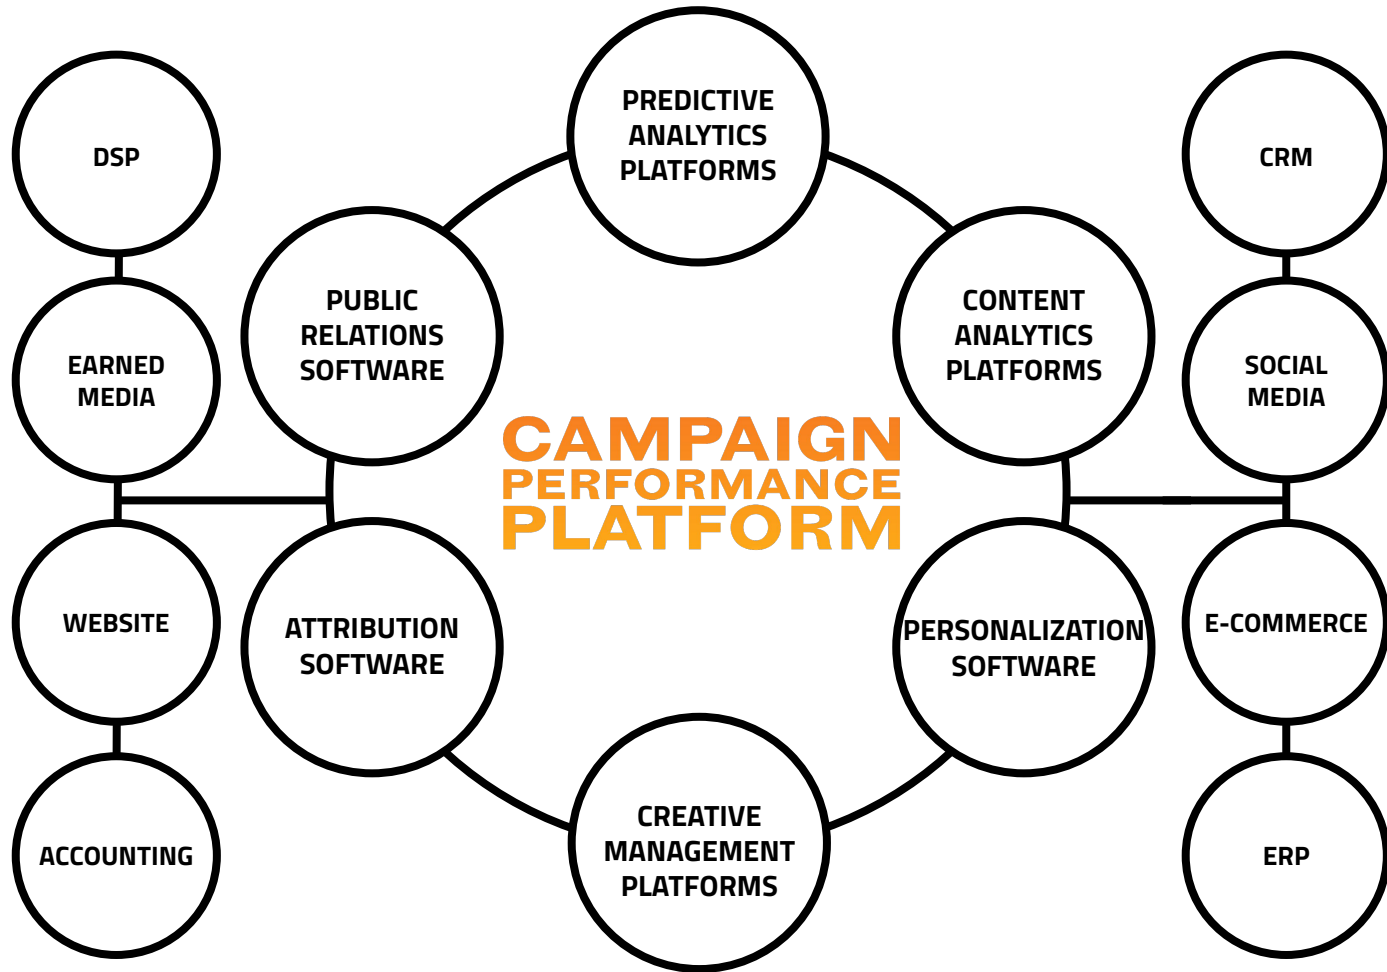 PREDICTIVE
ANALYTICS
PLATFORMS
DSP
CRM
PUBLIC
RELATIONS
SOFTWARE
CONTENT
ANALYTICS
PLATFORMS
EARNED
MEDIA
SOCIAL
MEDIA
CAMPAIGN
PERFORMANCE
PLATFORM
WEBSITE
ATTRIBUTION
SOFTWARE
PERSONALIZATION
SOFTWARE
E-COMMERCE
CREATIVE
MANAGEMENT
PLATFORMS
ACCOUNTING
ERP